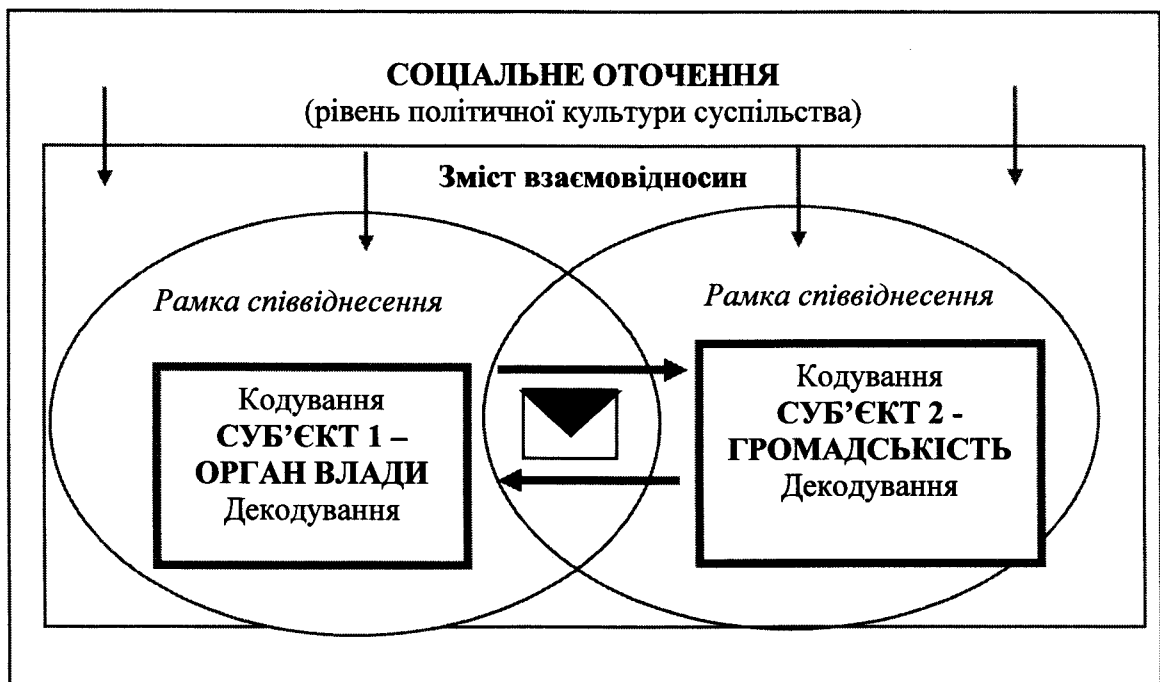 СОЦІАЛЬНЕ ОТОЧЕННЯ
(рівень політичної культури суспільства)
Зміст взаємовідносин
Рамка співвіднесення
Кодування
СУБ’ЄКТ 1 –
ОРГАН ВЛАДИ
Декодування
Рамка співвіднесення
Кодування
СУБ’ЄКТ 2 -
ГРОМАДСЬКІСТЬ
Декодування